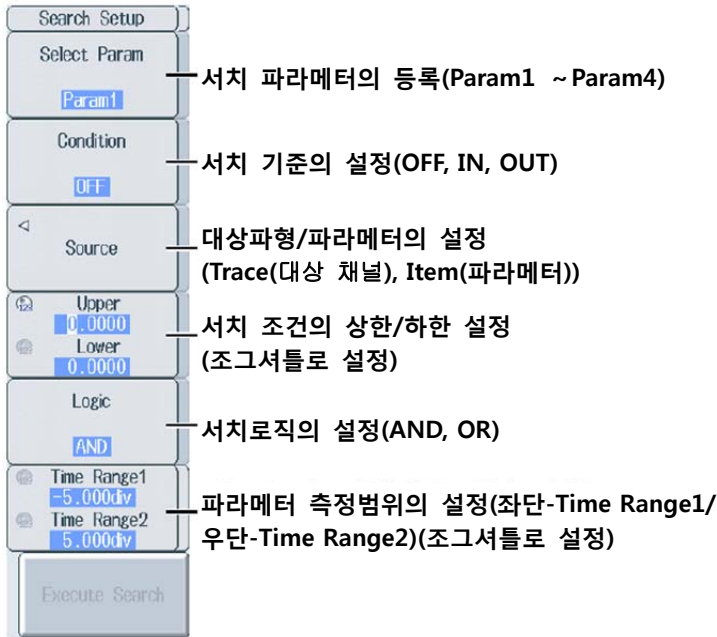 Search Setup
Select Param
Param1
서치 파라메터의 등록(Param1 ~Param4)
Condition
OFF
서치 기준의 설정(OFF, IN, OUT)
Source
대상파형/파라메터의 설정
(Trace(대상 채널), Item(파라메터))
Upper
0.0000
Lower
0.0000
서치 조건의 상한/하한 설정
(조그셔틀로 설정)
Logic
AND
서치로직의 설정(AND, OR)
Time Range1
-5.000div
Time Range2
5.000div
파라메터 측정범위의 설정(좌단-Time Range1/
우단-Time Range2)(조그셔틀로 설정)
Execute Search